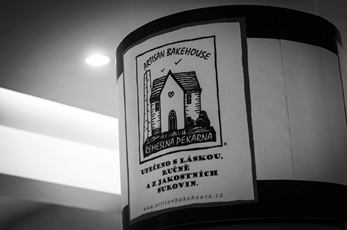 ARTISAN BAKEHOUSE
ŘEMESLNÁ PEKÁRNA
UPEČENO S LÁSKOU,
RUČNĚ
A Z JAKOSTNÍCH
SUROVIN.
www.artisanbakehouse.cz